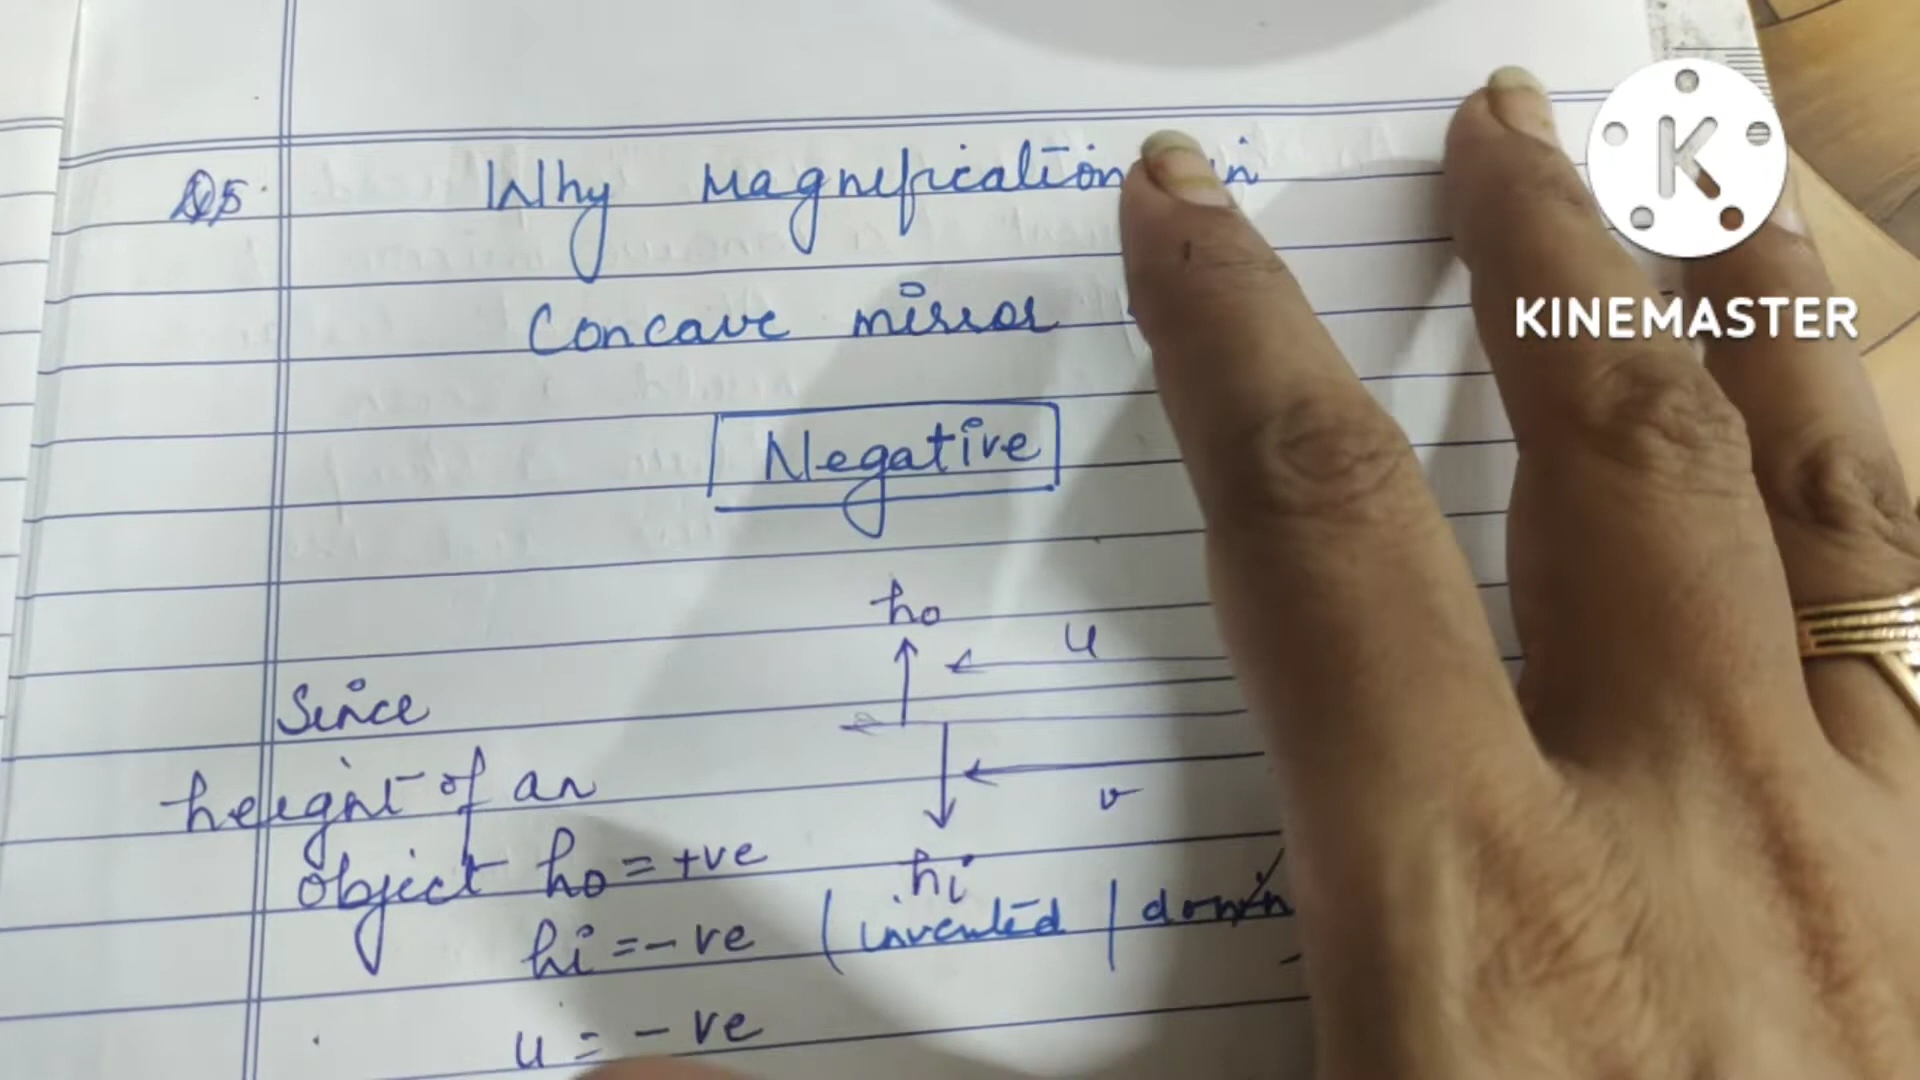 Q5. Why Magnification in
Concave mirror
Negative
ho
u
Since
height of an
v
object ho = +ve
hi
hi = -ve (inverted / down
u = -ve
K
KINEMASTER